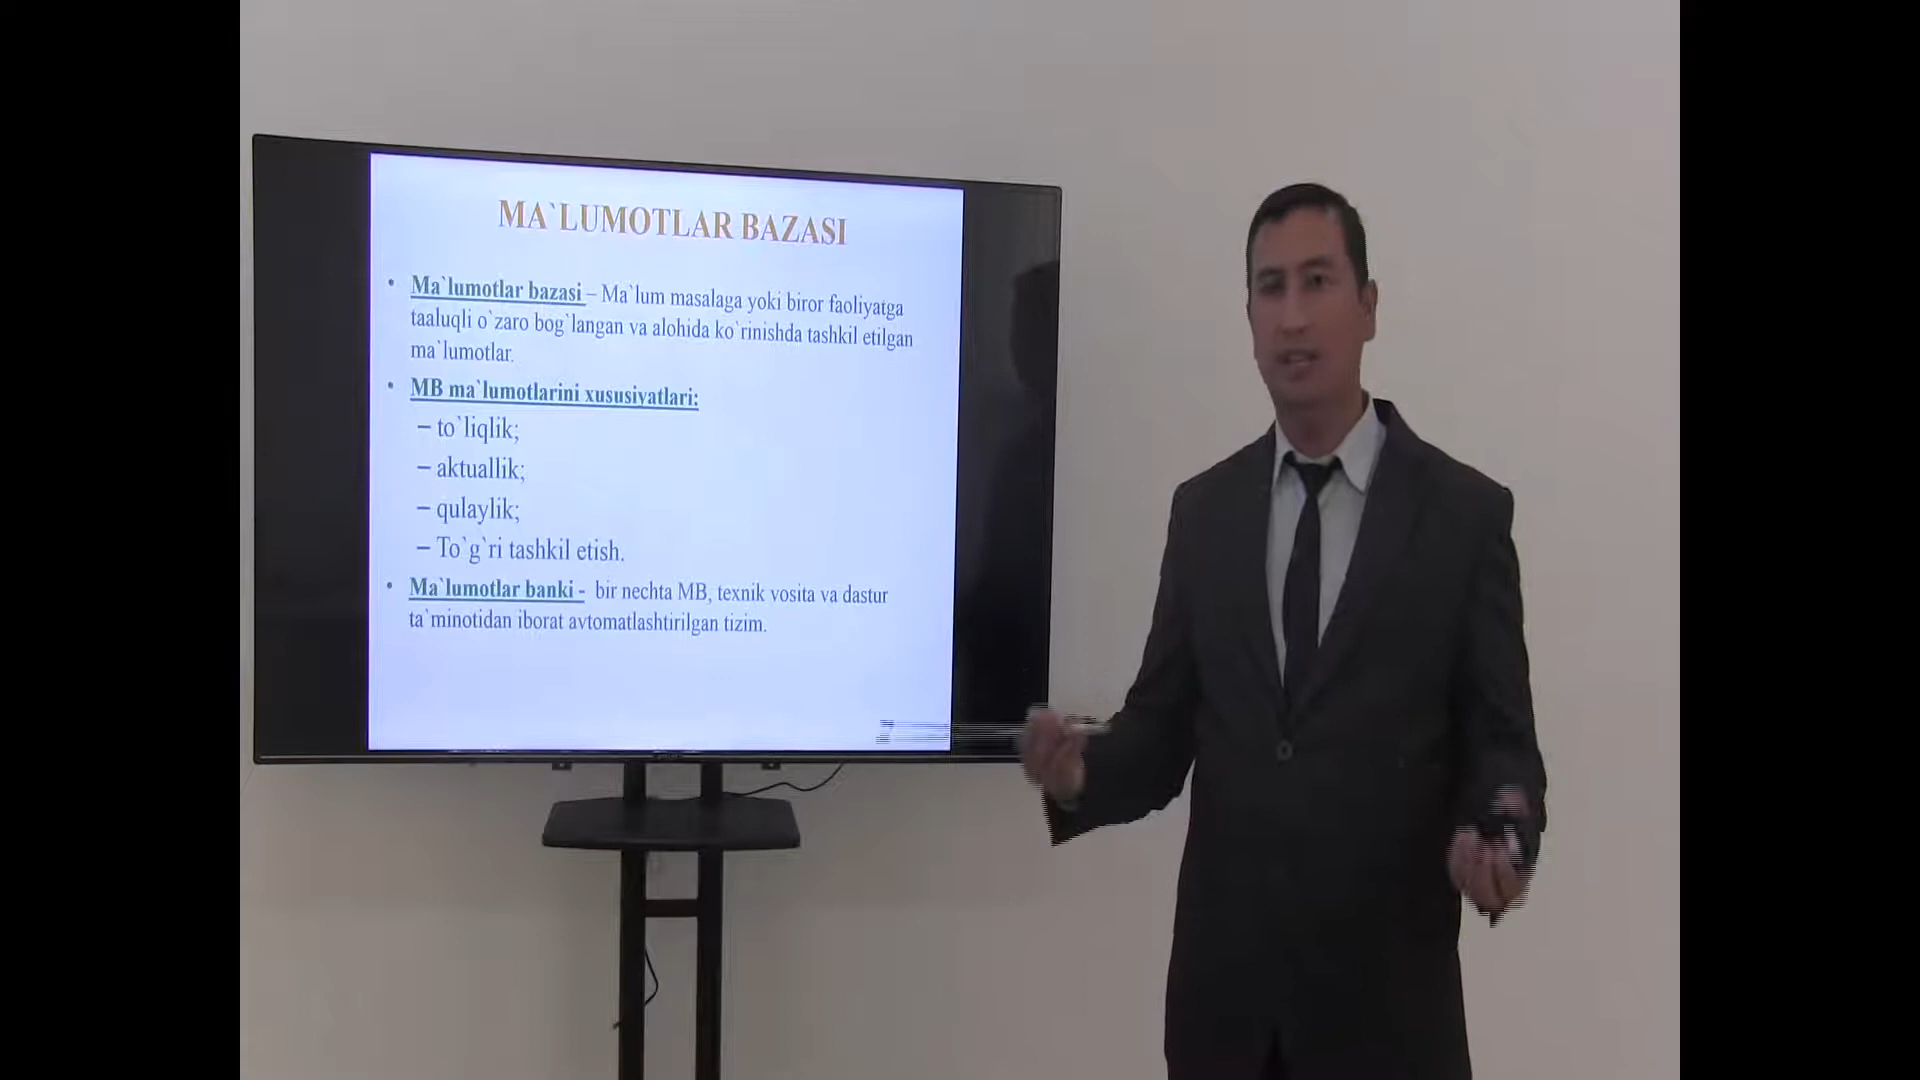 MA`LUMOTLAR BAZASI
• Ma`lumotlar bazasi – Ma`lum masalaga yoki biror faoliyatga
taaluqli o`zaro bog`langan va alohida ko`rinishda tashkil etilgan
ma`lumotlar.
• MB ma`lumotlarini xususiyatlari:
– to`liqlik;
– aktuallik;
– qulaylik;
– To`g`ri tashkil etish.
• Ma`lumotlar banki - bir nechta MB, texnik vosita va dastur
ta`minotidan iborat avtomatlashtirilgan tizim.